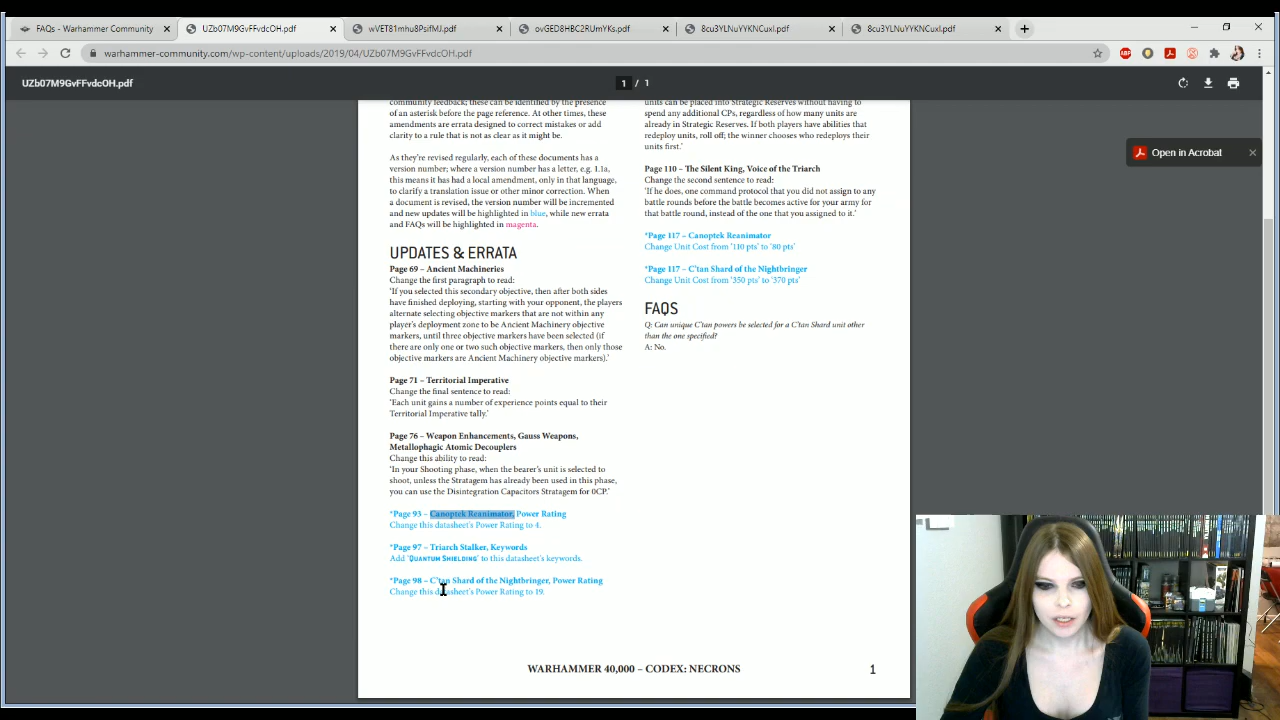 FAQs - Warhammer Community
UZb07M9GvFFvdcOH.pdf
wVET81mhu8PsifMJ.pdf
ovGED8HBC2RUmYKs.pdf
8cu3YLNuYYKNCuxl.pdf
8cu3YLNuYYKNCuxl.pdf
warhammer-community.com/wp-content/uploads/2019/04/UZb07M9GvFFvdcOH.pdf
UZb07M9GvFFvdcOH.pdf
1 / 1
Open in Acrobat
community feedback; these can be identified by the presence
of an asterisk before the page reference. At other times, these
amendments are errata designed to correct mistakes or add
clarity to a rule that is not as clear as it might be.
As they're revised regularly, each of these documents has a
version number; where a version number has a letter, e.g. 1.1a,
this means it has had a local amendment, only in that language,
to clarify a translation issue or other minor correction. When
a document is revised, the version number will be incremented
and new updates will be highlighted in blue, while new errata
and FAQs will be highlighted in magenta.
UPDATES & ERRATA
Page 69 – Ancient Machineries
Change the first paragraph to read:
'If you selected this secondary objective, then after both sides
have finished deploying, starting with your opponent, the players
alternate selecting objective markers that are not within any
player's deployment zone to be Ancient Machinery objective
markers, until three objective markers have been selected (if
there are only one or two such objective markers, then only those
objective markers are Ancient Machinery objective markers).'
Page 71 – Territorial Imperative
Change the final sentence to read:
'Each unit gains a number of experience points equal to their
Territorial Imperative tally.'
Page 76 – Weapon Enhancements, Gauss Weapons,
Metallophagic Atomic Decouplers
Change this ability to read:
'In your Shooting phase, when the bearer's unit is selected to
shoot, unless the Stratagem has already been used in this phase,
you can use the Disintegration Capacitors Stratagem for 0CP.'
*Page 93 – Canoptek Reanimator, Power Rating
Change this datasheet's Power Rating to 4.
*Page 97 – Triarch Stalker, Keywords
Add 'QUANTUM SHIELDING' to this datasheet's keywords.
*Page 98 – C'tan Shard of the Nightbringer, Power Rating
Change this datasheet's Power Rating to 19.
units can be placed into Strategic Reserves without having to
spend any additional CPs, regardless of how many units are
already in Strategic Reserves. If both players have abilities that
redeploy units, roll off; the winner chooses who redeploys their
units first.'
Page 110 – The Silent King, Voice of the Triarch
Change the second sentence to read:
'If he does, one command protocol that you did not assign to any
battle rounds before the battle becomes active for your army for
that battle round, instead of the one that you assigned to it.'
*Page 117 – Canoptek Reanimator
Change Unit Cost from '110 pts' to '80 pts'
*Page 117 – C'tan Shard of the Nightbringer
Change Unit Cost from '350 pts' to '370 pts'
FAQS
Q: Can unique C'tan powers be selected for a C'tan Shard unit other
than the one specified?
A: No.
WARHAMMER 40,000 – CODEX: NECRONS
1